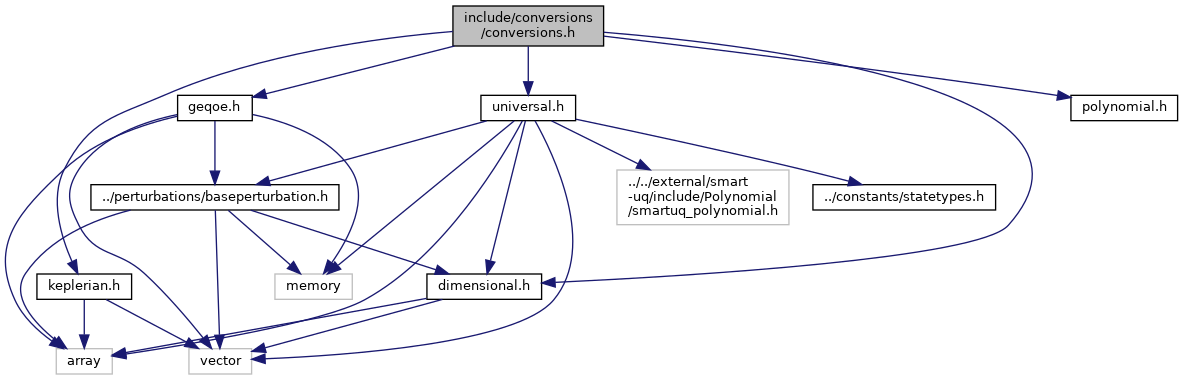 include/conversions
/conversions.h
geqoe.h
universal.h
polynomial.h
../perturbations/baseperturbation.h
../../external/smart
-uq/include/Polynomial
/smartuq_polynomial.h
../constants/statetypes.h
keplerian.h
memory
dimensional.h
array
vector